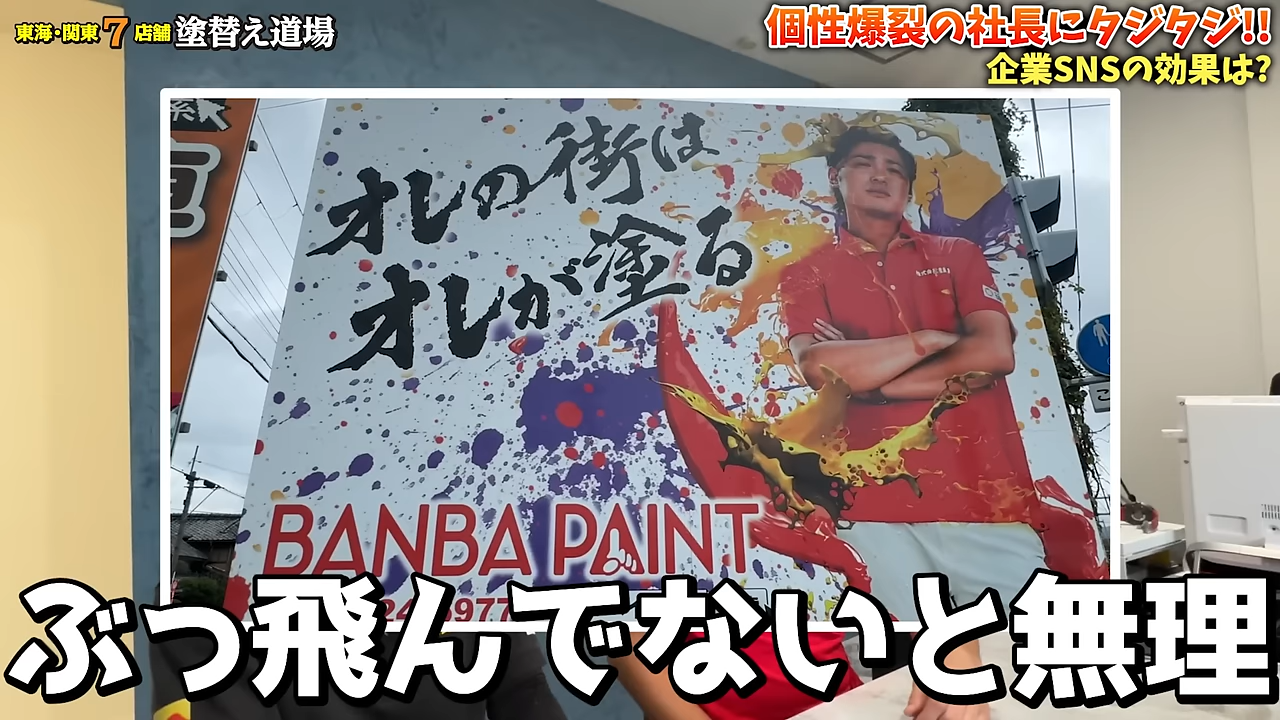 東海・関東7店舗 塗替え道場
個性爆裂の社長にタジタジ!!
企業SNSの効果は?
オレの街は
オレが塗る
BANBA PAINT
ぶっ飛んでないと無理